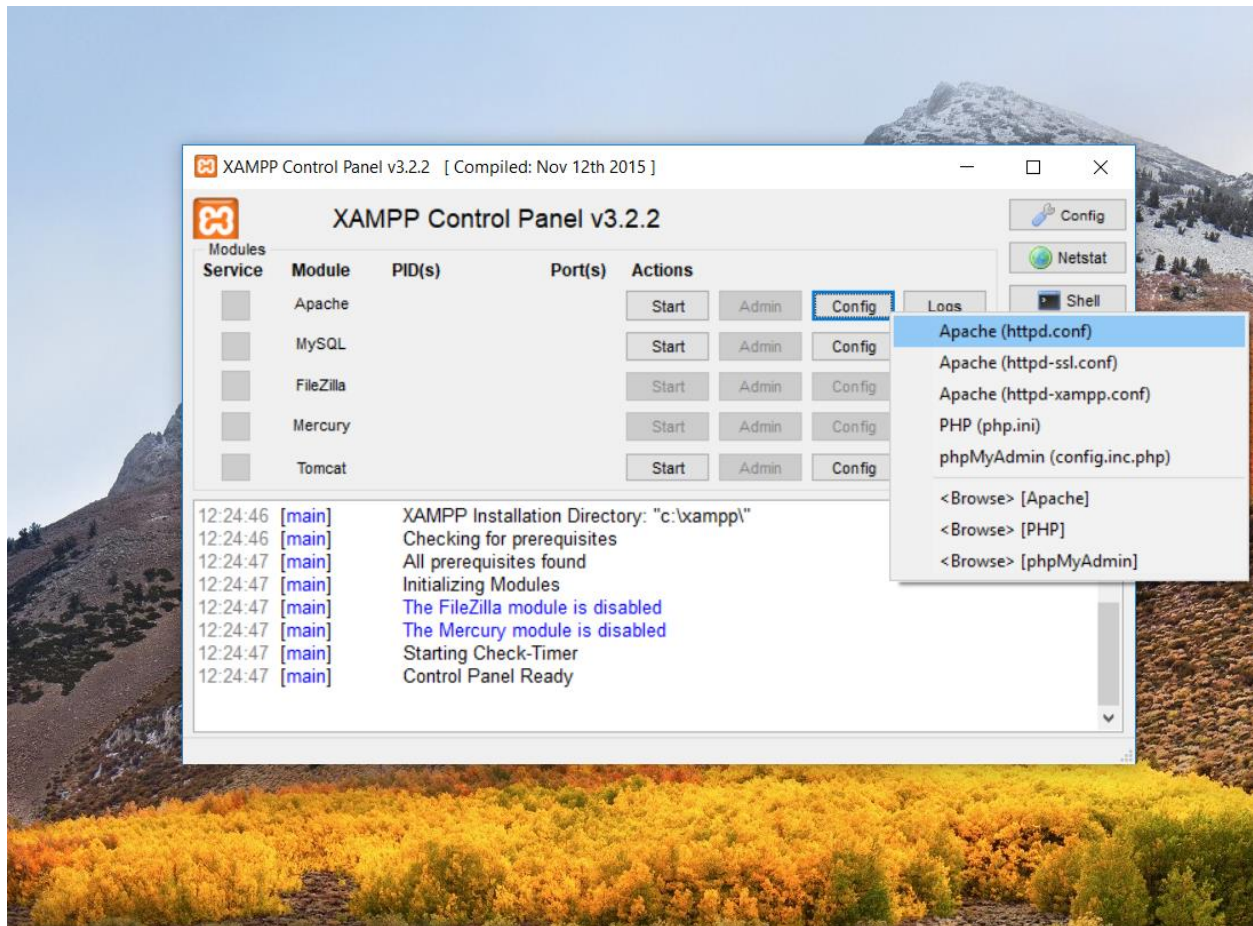 XAMPP Control Panel v3.2.2 [ Compiled: Nov 12th 2015 ]
XAMPP Control Panel v3.2.2
Config
Netstat
Shell
Modules
Service Module PID(s) Port(s) Actions
Apache Start Admin Config Logs
MySQL Start Admin Config
FileZilla Start Admin Config
Mercury Start Admin Config
Tomcat Start Admin Config
Apache (httpd.conf)
Apache (httpd-ssl.conf)
Apache (httpd-xampp.conf)
PHP (php.ini)
phpMyAdmin (config.inc.php)
<Browse> [Apache]
<Browse> [PHP]
<Browse> [phpMyAdmin]
12:24:46 [main] XAMPP Installation Directory: "c:\xampp\"
12:24:46 [main] Checking for prerequisites
12:24:47 [main] All prerequisites found
12:24:47 [main] Initializing Modules
12:24:47 [main] The FileZilla module is disabled
12:24:47 [main] The Mercury module is disabled
12:24:47 [main] Starting Check-Timer
12:24:47 [main] Control Panel Ready